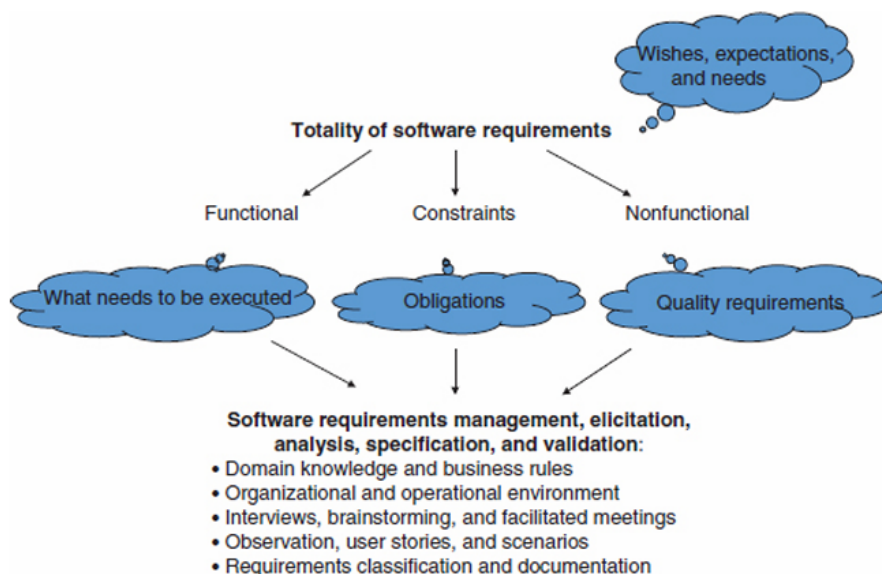 Wishes, expectations,
and needs
Totality of software requirements
Functional
Constraints
Nonfunctional
What needs to be executed
Obligations
Quality requirements
Software requirements management, elicitation,
analysis, specification, and validation:
• Domain knowledge and business rules
• Organizational and operational environment
• Interviews, brainstorming, and facilitated meetings
• Observation, user stories, and scenarios
• Requirements classification and documentation